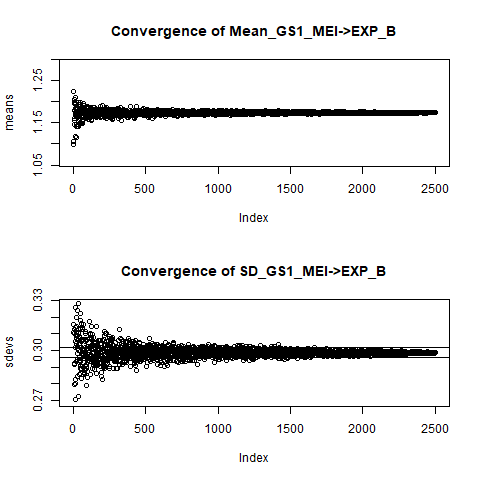 Convergence of Mean_GS1_MEI->EXP_B
means
1.05 1.15 1.25
0 500 1000 1500 2000 2500
Index
Convergence of SD_GS1_MEI->EXP_B
sdevs
0.27 0.30 0.33
0 500 1000 1500 2000 2500
Index